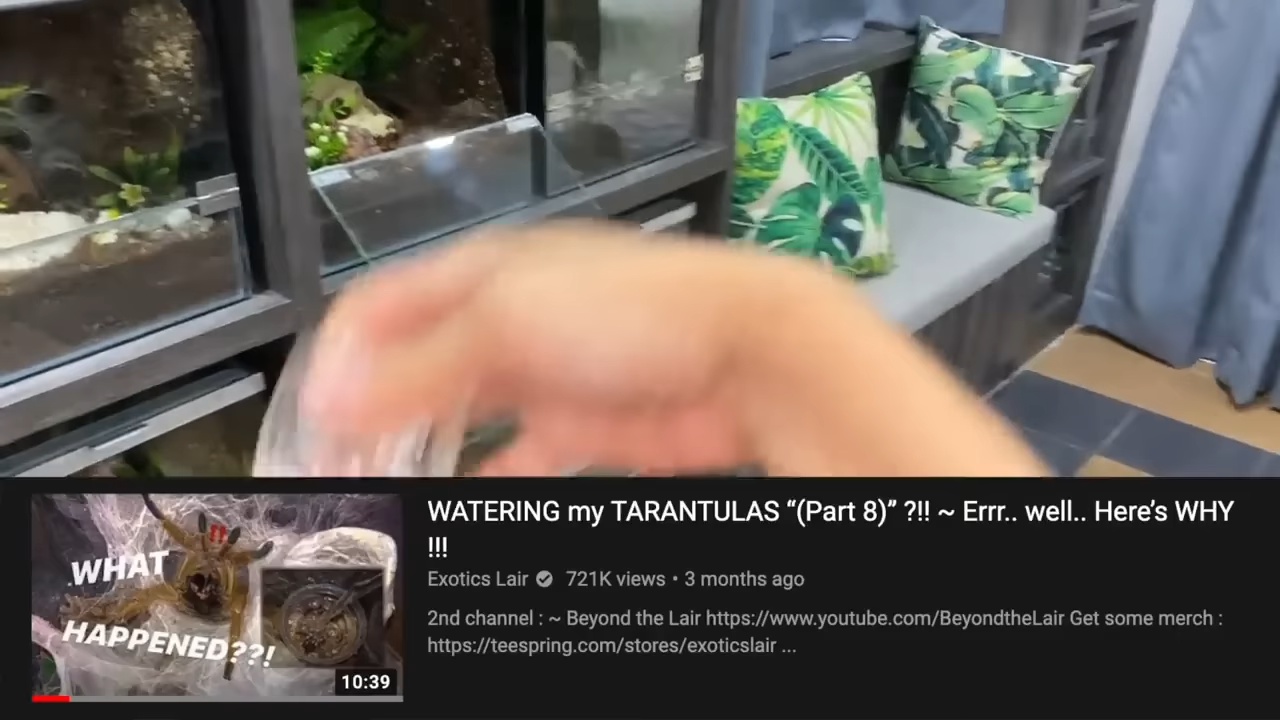 WHAT
HAPPENED??!
‼
10:39
WATERING my TARANTULAS “(Part 8)” ?!! ~ Errr.. well.. Here’s WHY
!!!
Exotics Lair 721K views • 3 months ago
2nd channel : ~ Beyond the Lair https://www.youtube.com/BeyondtheLair Get some merch :
https://teespring.com/stores/exoticslair ...